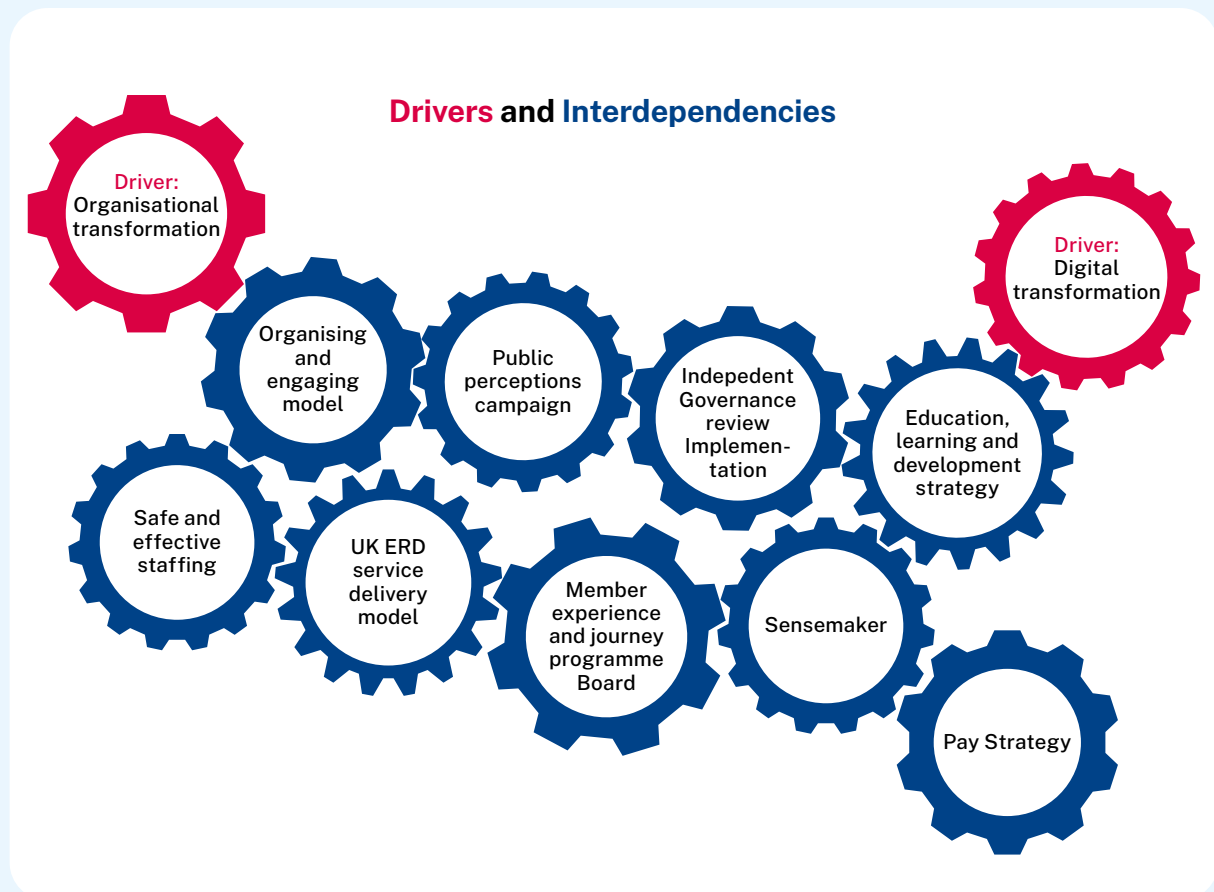 Drivers and Interdependencies
Driver:
Organisational
transformation
Driver:
Digital
transformation
Organising
and
engaging
model
Public
perceptions
campaign
Indepedent
Governance
review
Implemen-
tation
Education,
learning and
development
strategy
Safe and
effective
staffing
UK ERD
service
delivery
model
Member
experience
and journey
programme
Board
Sensemaker
Pay Strategy